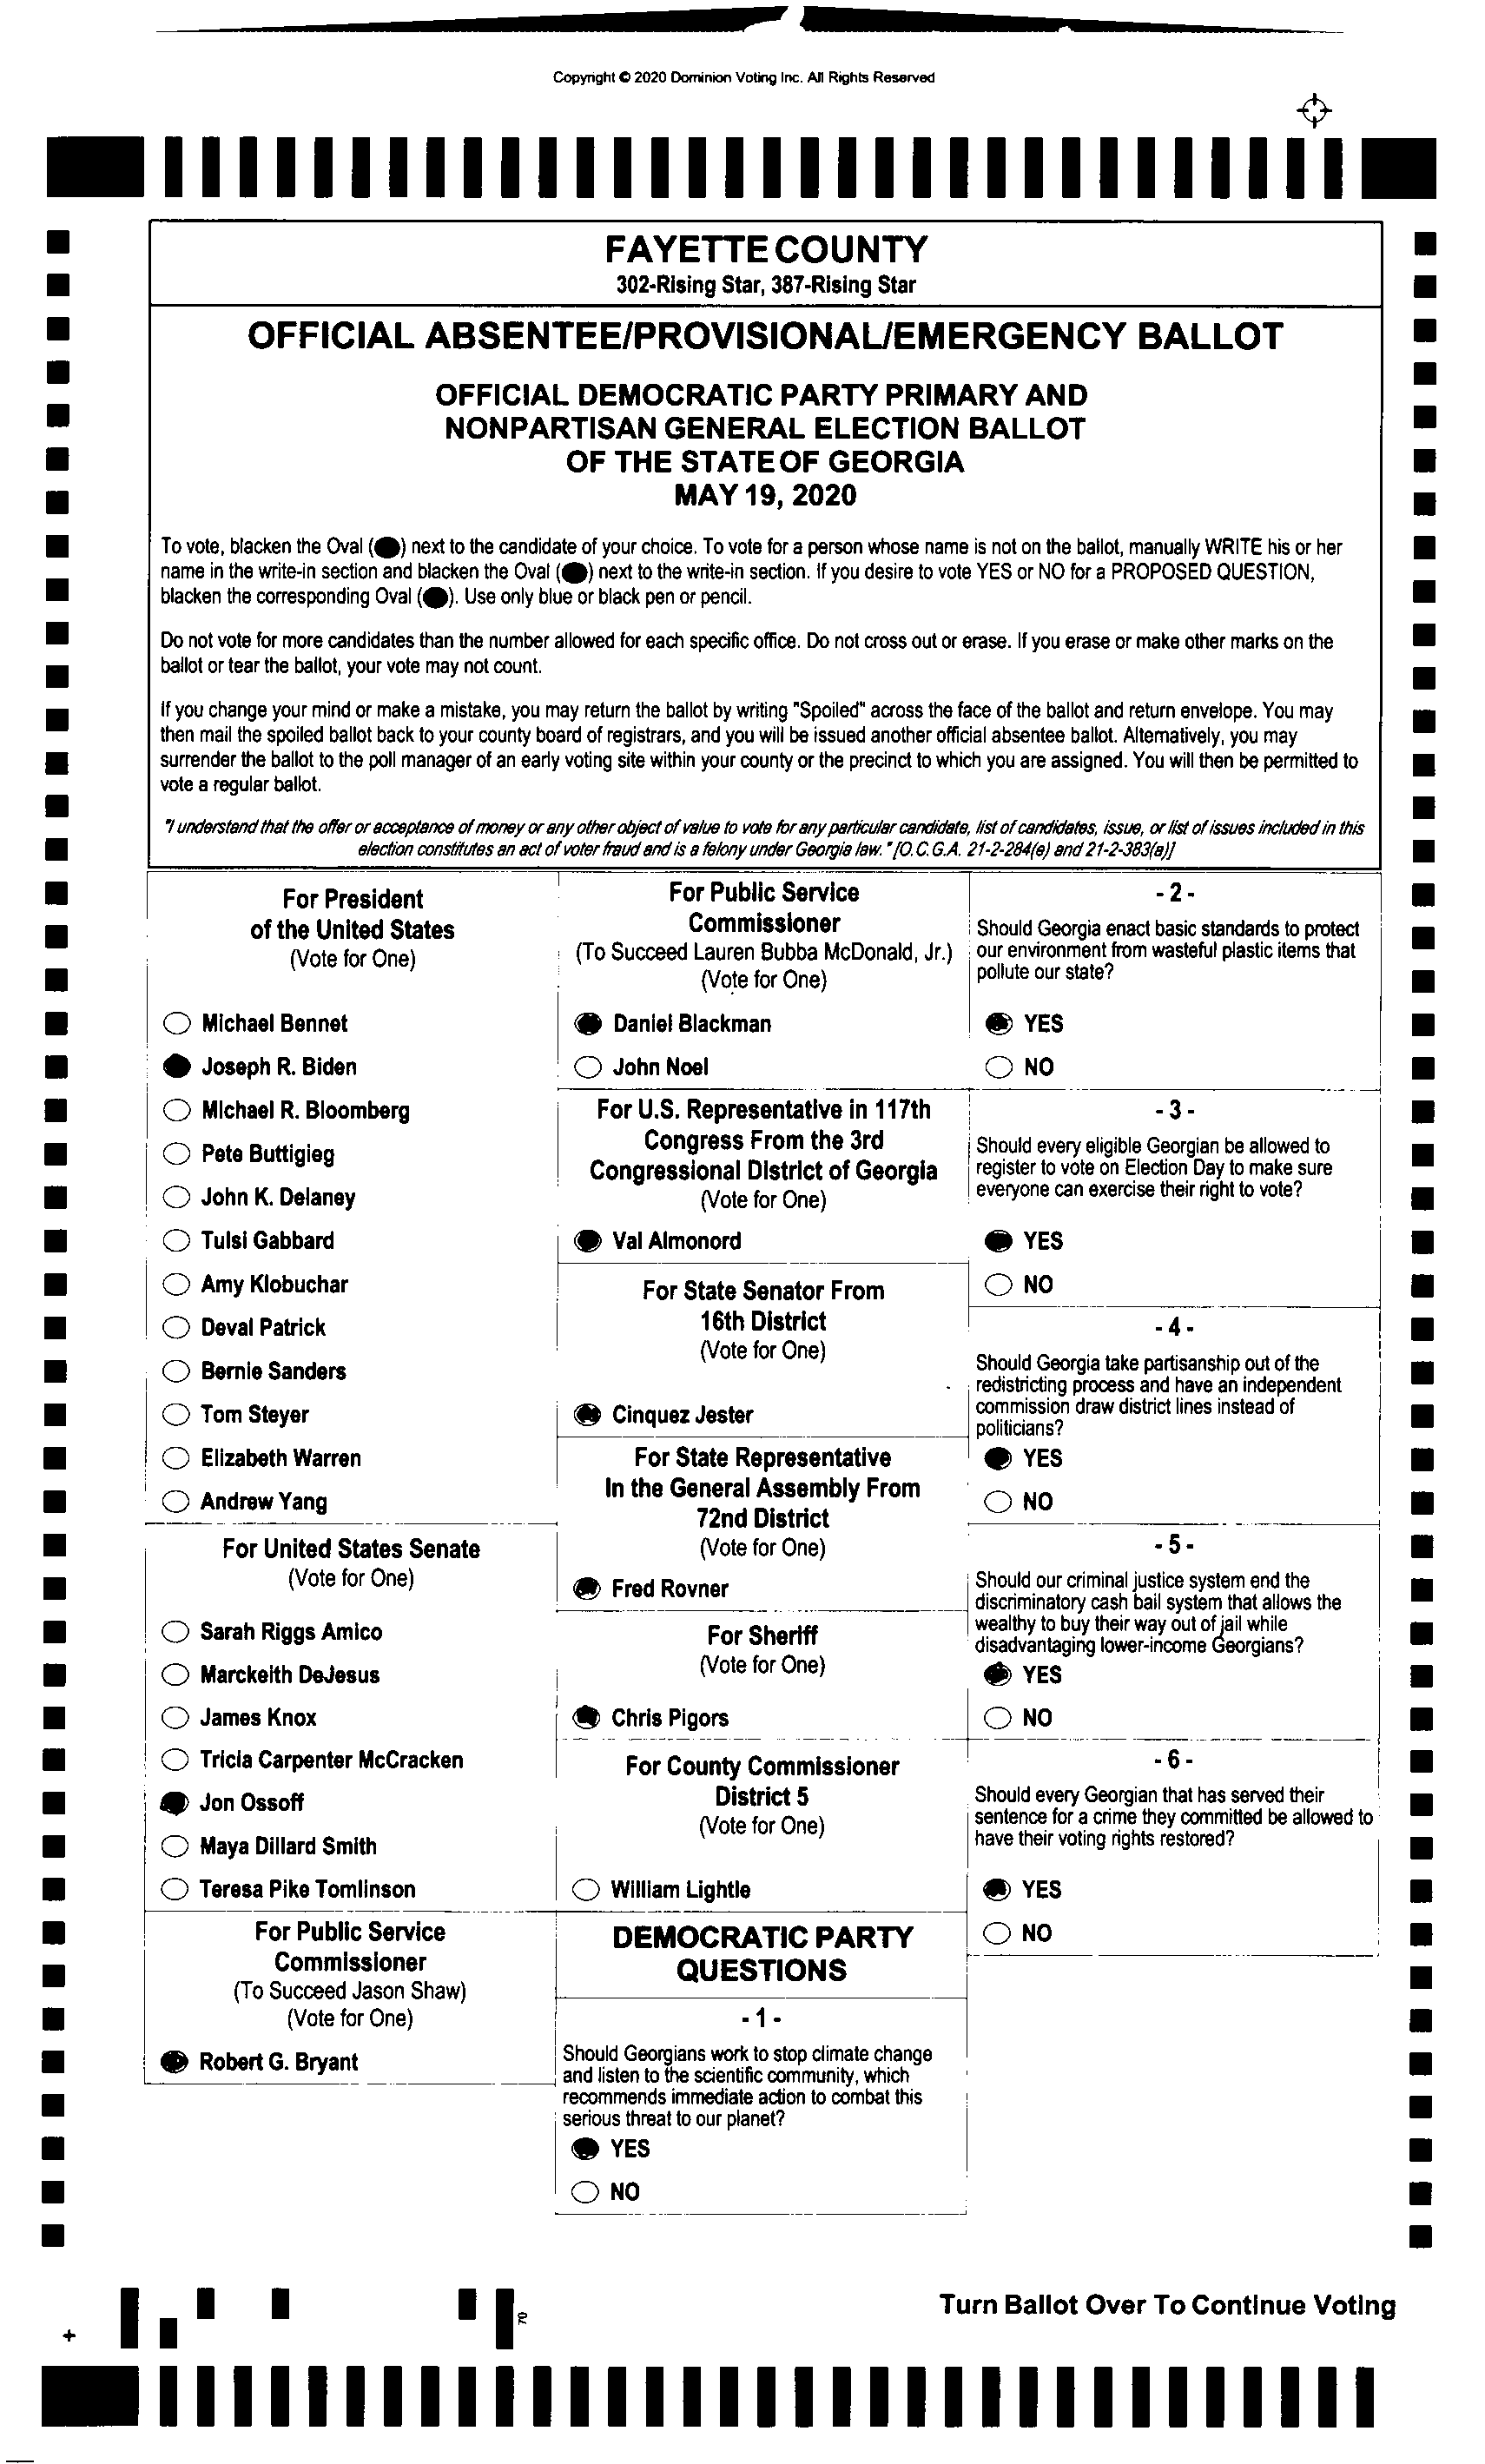 Copyright © 2020 Dominion Voting Inc. All Rights Reserved
FAYETTE COUNTY
302-Rising Star, 387-Rising Star
OFFICIAL ABSENTEE/PROVISIONAL/EMERGENCY BALLOT
OFFICIAL DEMOCRATIC PARTY PRIMARY AND
NONPARTISAN GENERAL ELECTION BALLOT
OF THE STATE OF GEORGIA
MAY 19, 2020
To vote, blacken the Oval (●) next to the candidate of your choice. To vote for a person whose name is not on the ballot, manually WRITE his or her
name in the write-in section and blacken the Oval (●) next to the write-in section. If you desire to vote YES or NO for a PROPOSED QUESTION,
blacken the corresponding Oval (●). Use only blue or black pen or pencil.
Do not vote for more candidates than the number allowed for each specific office. Do not cross out or erase. If you erase or make other marks on the
ballot or tear the ballot, your vote may not count.
If you change your mind or make a mistake, you may return the ballot by writing "Spoiled" across the face of the ballot and return envelope. You may
then mail the spoiled ballot back to your county board of registrars, and you will be issued another official absentee ballot. Alternatively, you may
surrender the ballot to the poll manager of an early voting site within your county or the precinct to which you are assigned. You will then be permitted to
vote a regular ballot.
"I understand that the offer or acceptance of money or any other object of value to vote for any particular candidate, list of candidates, issue, or list of issues included in this
election constitutes an act of voter fraud and is a felony under Georgia law." [O.C.G.A. 21-2-284(e) and 21-2-383(a)]
For President
of the United States
(Vote for One)
Michael Bennet
Joseph R. Biden
Michael R. Bloomberg
Pete Buttigieg
John K. Delaney
Tulsi Gabbard
Amy Klobuchar
Deval Patrick
Bernie Sanders
Tom Steyer
Elizabeth Warren
Andrew Yang
For United States Senate
(Vote for One)
Sarah Riggs Amico
Marckeith DeJesus
James Knox
Tricia Carpenter McCracken
Jon Ossoff
Maya Dillard Smith
Teresa Pike Tomlinson
For Public Service
Commissioner
(To Succeed Jason Shaw)
(Vote for One)
Robert G. Bryant
For Public Service
Commissioner
(To Succeed Lauren Bubba McDonald, Jr.)
(Vote for One)
Daniel Blackman
John Noel
For U.S. Representative in 117th
Congress From the 3rd
Congressional District of Georgia
(Vote for One)
Val Almonord
For State Senator From
16th District
(Vote for One)
Cinquez Jester
For State Representative
In the General Assembly From
72nd District
(Vote for One)
Fred Rovner
For Sheriff
(Vote for One)
Chris Pigors
For County Commissioner
District 5
(Vote for One)
William Lightle
DEMOCRATIC PARTY
QUESTIONS
- 1 -
Should Georgians work to stop climate change
and listen to the scientific community, which
recommends immediate action to combat this
serious threat to our planet?
YES
NO
- 2 -
Should Georgia enact basic standards to protect
our environment from wasteful plastic items that
pollute our state?
YES
NO
- 3 -
Should every eligible Georgian be allowed to
register to vote on Election Day to make sure
everyone can exercise their right to vote?
YES
NO
- 4 -
Should Georgia take partisanship out of the
redistricting process and have an independent
commission draw district lines instead of
politicians?
YES
NO
- 5 -
Should our criminal justice system end the
discriminatory cash bail system that allows the
wealthy to buy their way out of jail while
disadvantaging lower-income Georgians?
YES
NO
- 6 -
Should every Georgian that has served their
sentence for a crime they committed be allowed to
have their voting rights restored?
YES
NO
70
Turn Ballot Over To Continue Voting